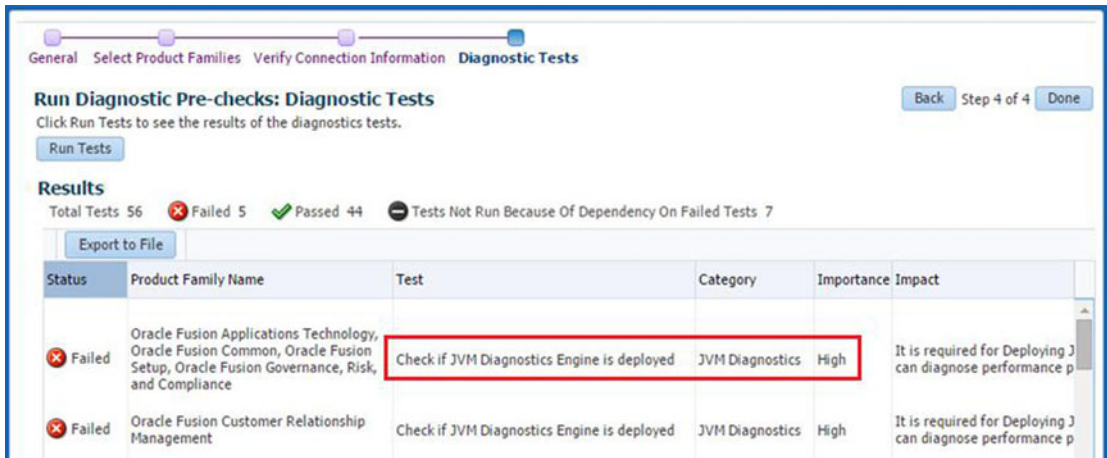 General Select Product Families Verify Connection Information Diagnostic Tests
Run Diagnostic Pre-checks: Diagnostic Tests
Back Step 4 of 4 Done
Click Run Tests to see the results of the diagnostics tests.
Run Tests
Results
Total Tests 56 Failed 5 Passed 44 Tests Not Run Because Of Dependency On Failed Tests 7
Export to File
Status Product Family Name Test Category Importance Impact
Failed
Oracle Fusion Applications Technology,
Oracle Fusion Common, Oracle Fusion
Setup, Oracle Fusion Governance, Risk,
and Compliance
Check if JVM Diagnostics Engine is deployed JVM Diagnostics High
It is required for Deploying J
can diagnose performance p
Failed
Oracle Fusion Customer Relationship
Management
Check if JVM Diagnostics Engine is deployed JVM Diagnostics High
It is required for Deploying J
can diagnose performance p